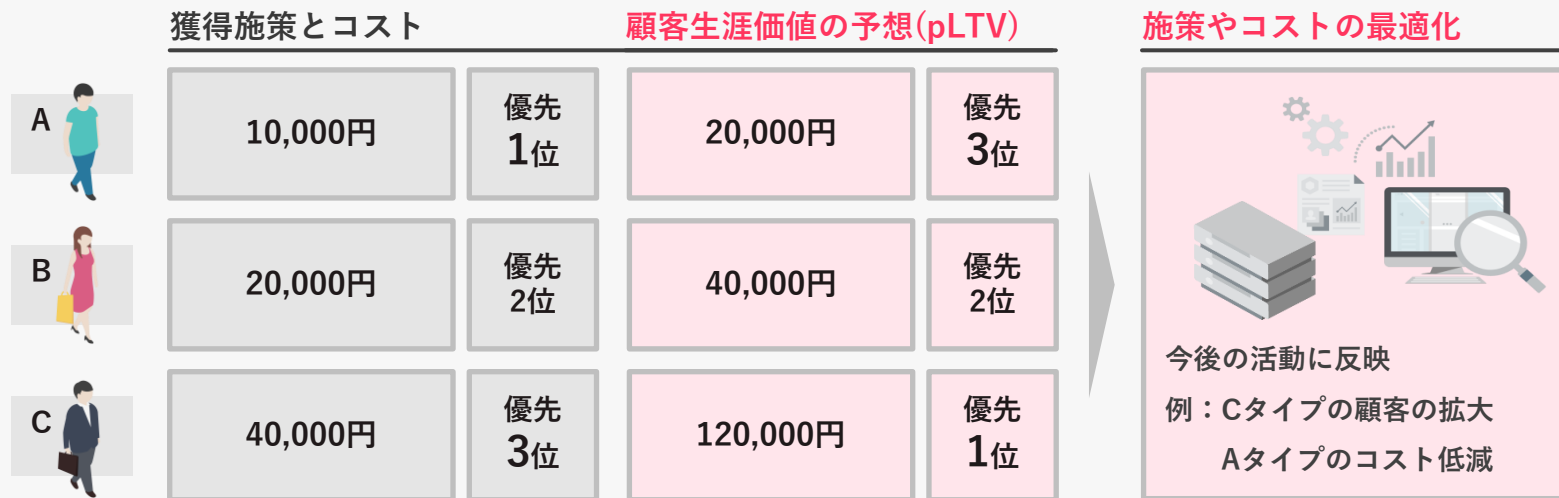 獲得施策とコスト
顧客生涯価値の予想(pLTV)
施策やコストの最適化
A
10,000円
優先
1位
20,000円
優先
3位
B
20,000円
優先
2位
40,000円
優先
2位
C
40,000円
優先
3位
120,000円
優先
1位
今後の活動に反映
例：Cタイプの顧客の拡大
Aタイプのコスト低減